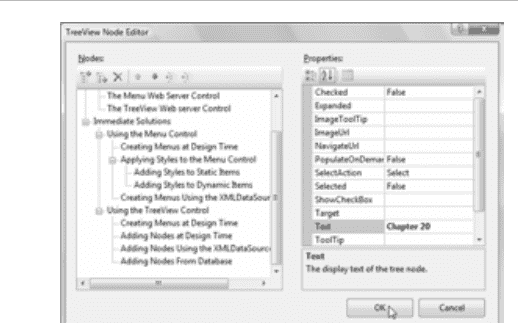 TreeView Node Editor
Nodes:
The Menu Web Server Control
The TreeView Web server Control
Immediate Solutions
Using the Menu Control
Creating Menus at Design Time
Applying Styles to the Menu Control
Adding Styles to Static Items
Adding Styles to Dynamic Items
Creating Menus Using the XMLDataSour
Using the TreeView Control
Creating Menus at Design Time
Adding Nodes at Design Time
Adding Nodes Using the XMLDataSource
Adding Nodes From Database
Properties:
Checked False
Expanded
ImageToolTip
ImageUrl
NavigateUrl
PopulateOnDemar False
SelectAction Select
Selected False
ShowCheckBox
Target
Text Chapter 20
ToolTip
Text
The display text of the tree node.
OK
Cancel